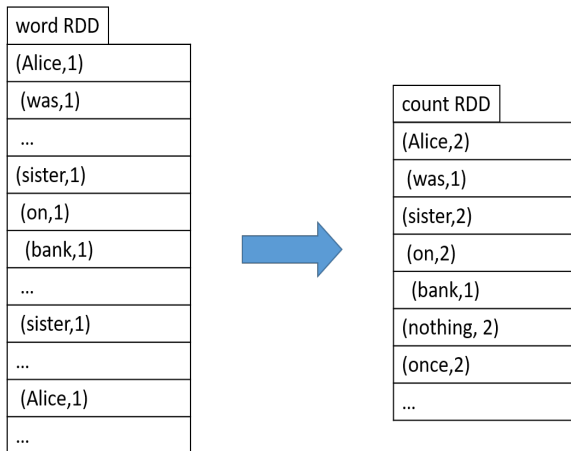 word RDD
(Alice,1)
(was,1)
...
(sister,1)
(on,1)
(bank,1)
...
(sister,1)
...
(Alice,1)
...
count RDD
(Alice,2)
(was,1)
(sister,2)
(on,2)
(bank,1)
(nothing, 2)
(once,2)
...